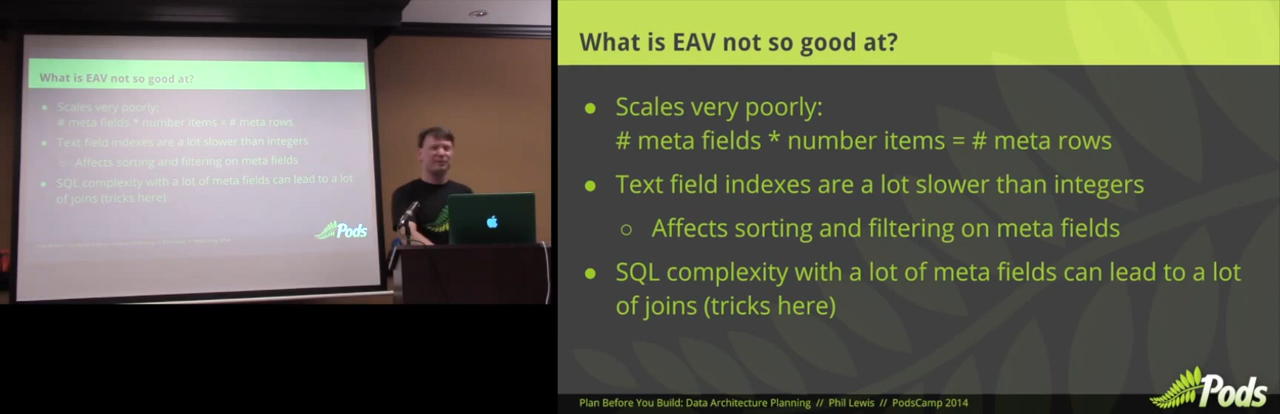 What is EAV not so good at?
● Scales very poorly:
# meta fields * number items = # meta rows
● Text field indexes are a lot slower than integers
○ Affects sorting and filtering on meta fields
● SQL complexity with a lot of meta fields can lead to a lot
of joins (tricks here)
Pods
What is EAV not so good at?
● Scales very poorly:
# meta fields * number items = # meta rows
● Text field indexes are a lot slower than integers
○ Affects sorting and filtering on meta fields
● SQL complexity with a lot of meta fields can lead to a lot
of joins (tricks here)
Plan Before You Build: Data Architecture Planning // Phil Lewis // PodsCamp 2014
Pods